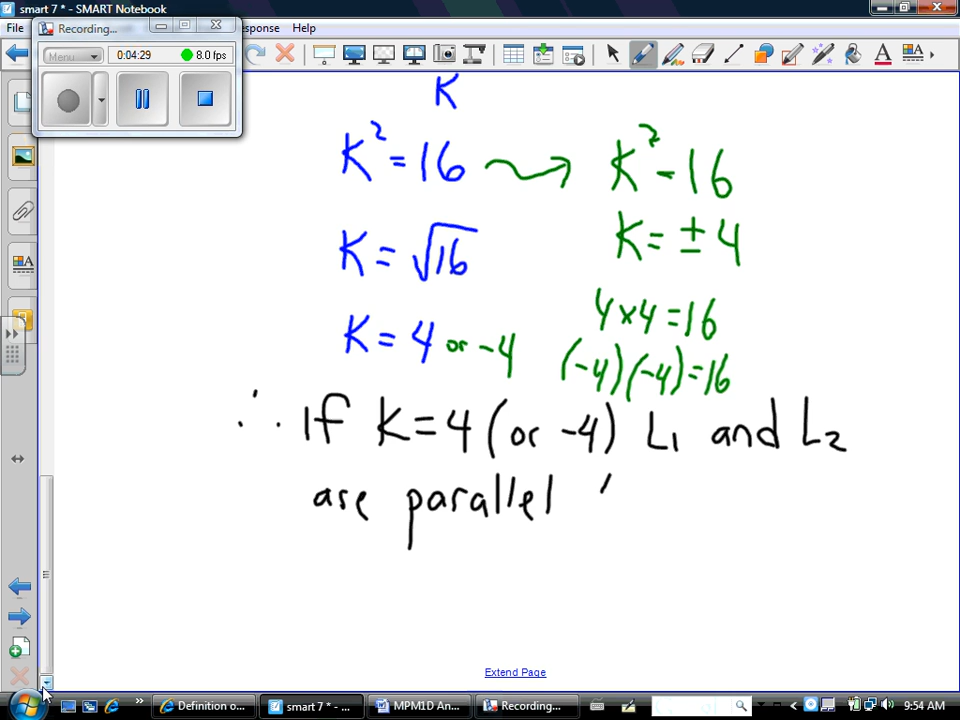 smart 7 * - SMART Notebook
File
Recording...
esponse
Help
Menu
0:04:29
8.0 fps
K
K² = 16
K² - 16
K = √16
K = ± 4
K = 4 or -4
4 × 4 = 16
(-4)(-4) = 16
∴ If K = 4 (or -4) L1 and L2
are parallel
Extend Page
Definition o...
smart 7 * - ...
MPM1D An...
Recording...
9:54 AM